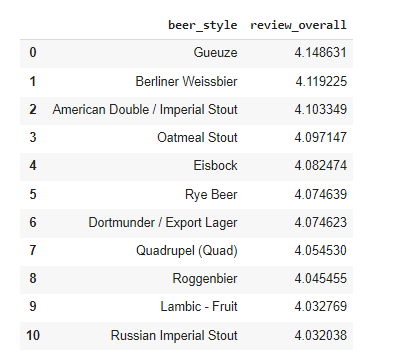 beer_style review_overall
0 Gueuze 4.148631
1 Berliner Weissbier 4.119225
2 American Double / Imperial Stout 4.103349
3 Oatmeal Stout 4.097147
4 Eisbock 4.082474
5 Rye Beer 4.074639
6 Dortmunder / Export Lager 4.074623
7 Quadrupel (Quad) 4.054530
8 Roggenbier 4.045455
9 Lambic - Fruit 4.032769
10 Russian Imperial Stout 4.032038